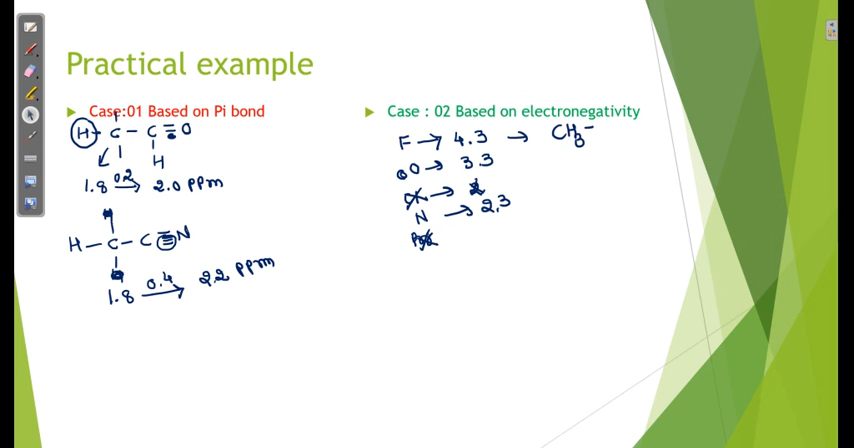 Practical example
Case:01 Based on Pi bond
H - C - C = O
H
1.8 0.2 → 2.0 ppm
H - C - C ≡ N
1.8 0.4 → 2.2 ppm
Case : 02 Based on electronegativity
F → 4.3 → CH3 -
O → 3.3
N → 2.3